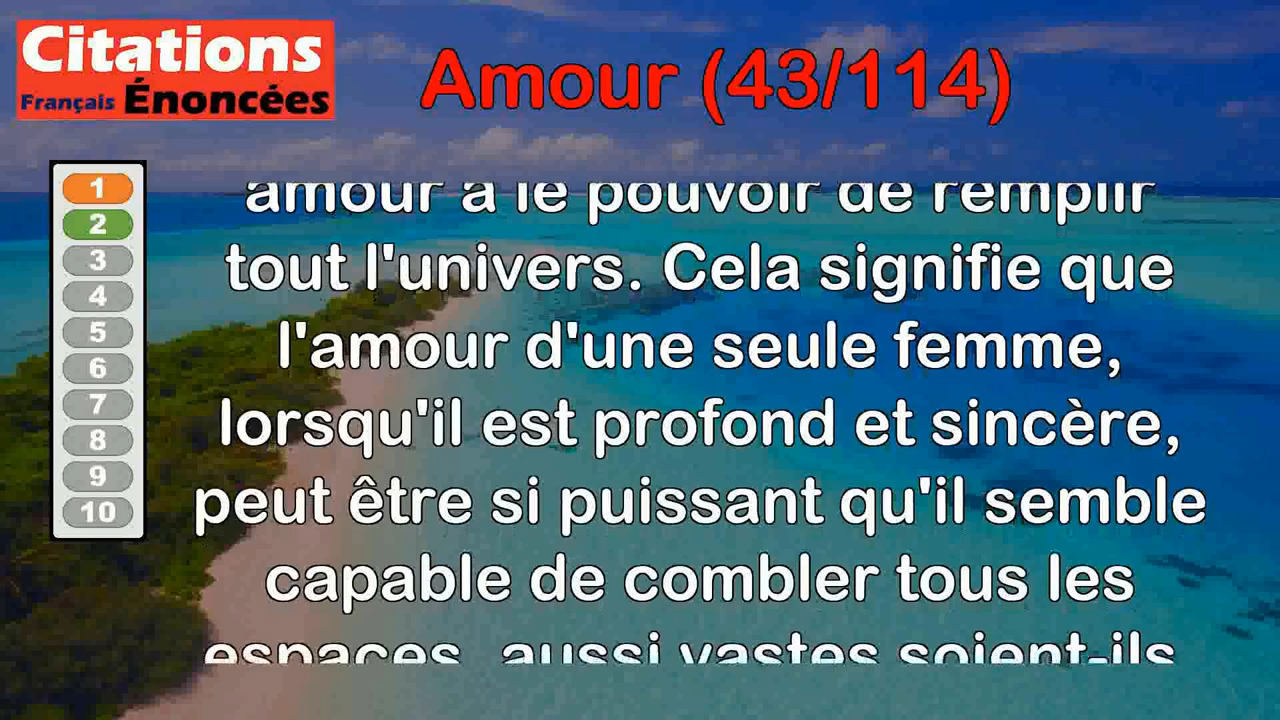 Citations
Français Énoncées
Amour (43/114)
1
2
3
4
5
6
7
8
9
10
amour a le pouvoir de remplir
tout l'univers. Cela signifie que
l'amour d'une seule femme,
lorsqu'il est profond et sincère,
peut être si puissant qu'il semble
capable de combler tous les
espaces, aussi vastes soient-ils